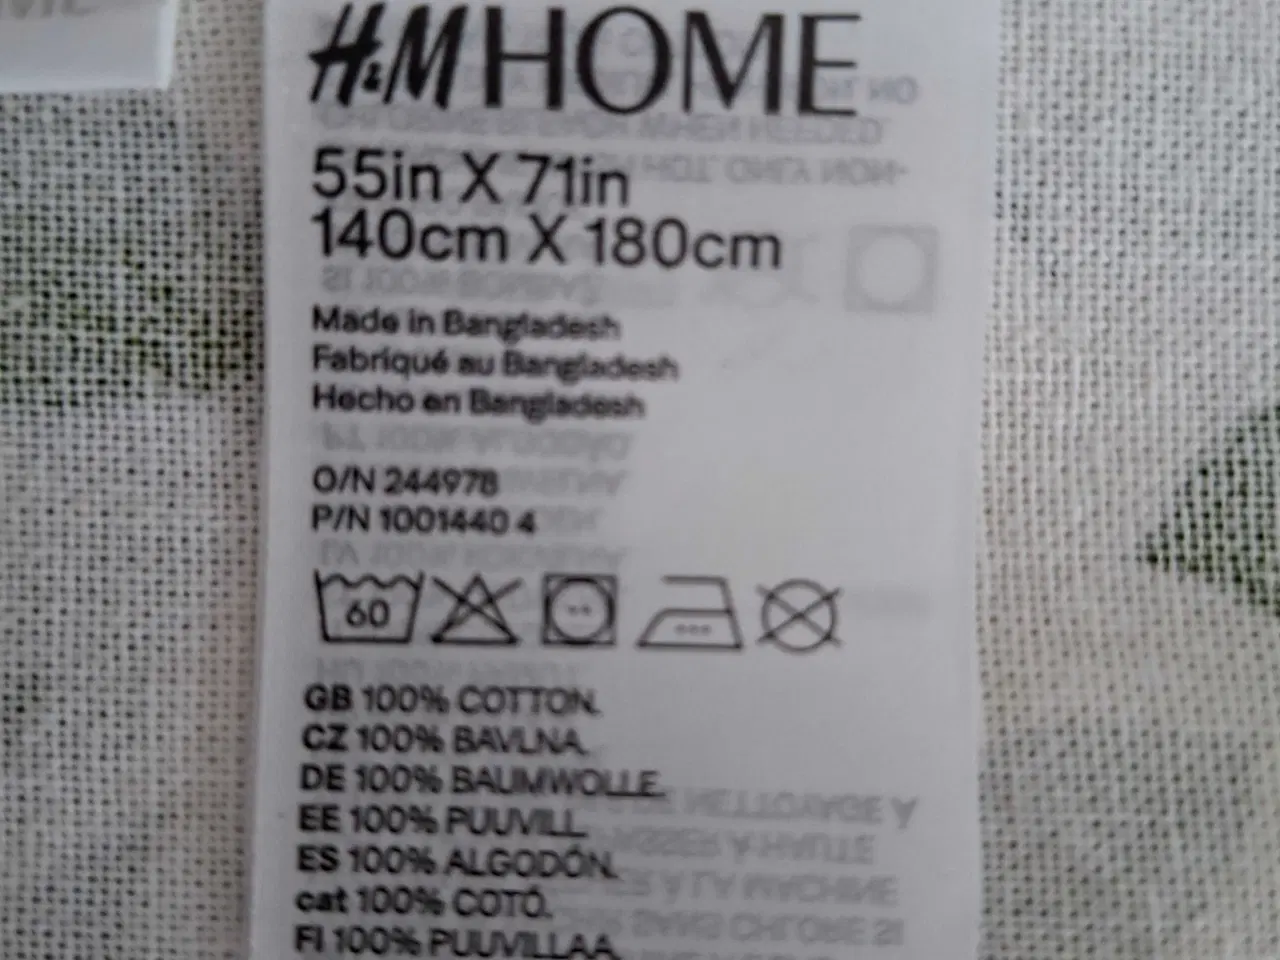 H&M HOME
55in X 71in
140cm X 180cm
Made in Bangladesh
Fabriqué au Bangladesh
Hecho en Bangladesh
O/N 244978
P/N 1001440 4
60
GB 100% COTTON.
CZ 100% BAVLNA.
DE 100% BAUMWOLLE.
EE 100% PUUVILL.
ES 100% ALGODÓN.
cat 100% COTÓ.
FI 100% PUUVILLAA.